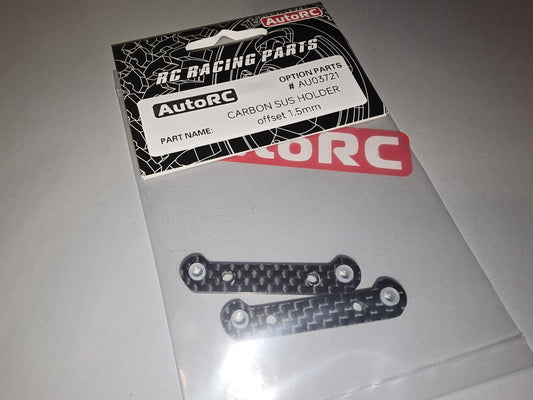 AutoRC
RC RACING PARTS
OPTION PARTS
# AU03721
AutoRC
CARBON SUS HOLDER
PART NAME:
offset 1.5mm
AutoRC